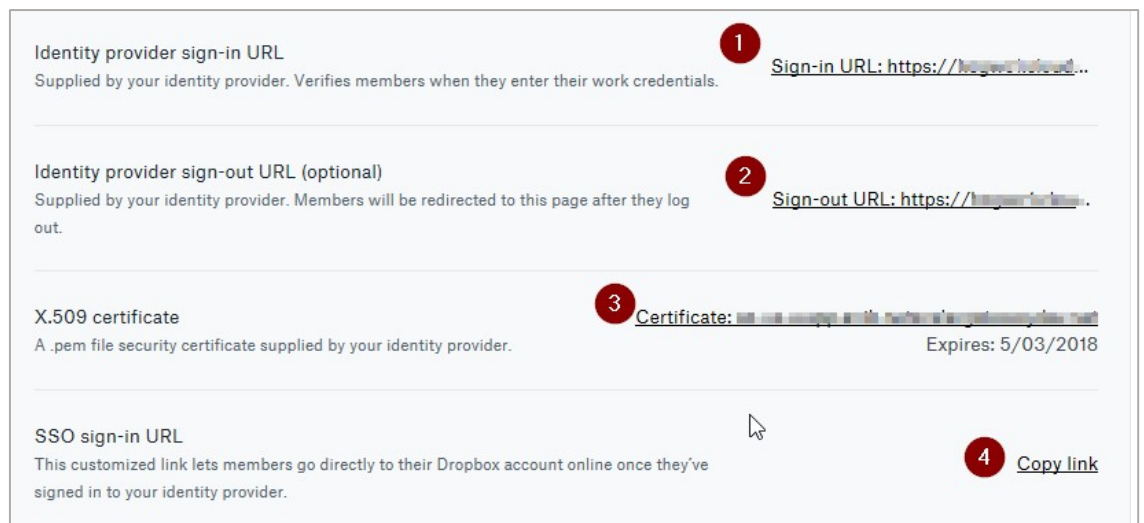 Identity provider sign-in URL
1
Sign-in URL: https://
Supplied by your identity provider. Verifies members when they enter their work credentials.
Identity provider sign-out URL (optional)
2
Supplied by your identity provider. Members will be redirected to this page after they log
Sign-out URL: https://
out.
3
X.509 certificate
Certificate:
A .pem file security certificate supplied by your identity provider.
Expires: 5/03/2018
SSO sign-in URL
This customized link lets members go directly to their Dropbox account online once they've
4
Copy link
signed in to your identity provider.